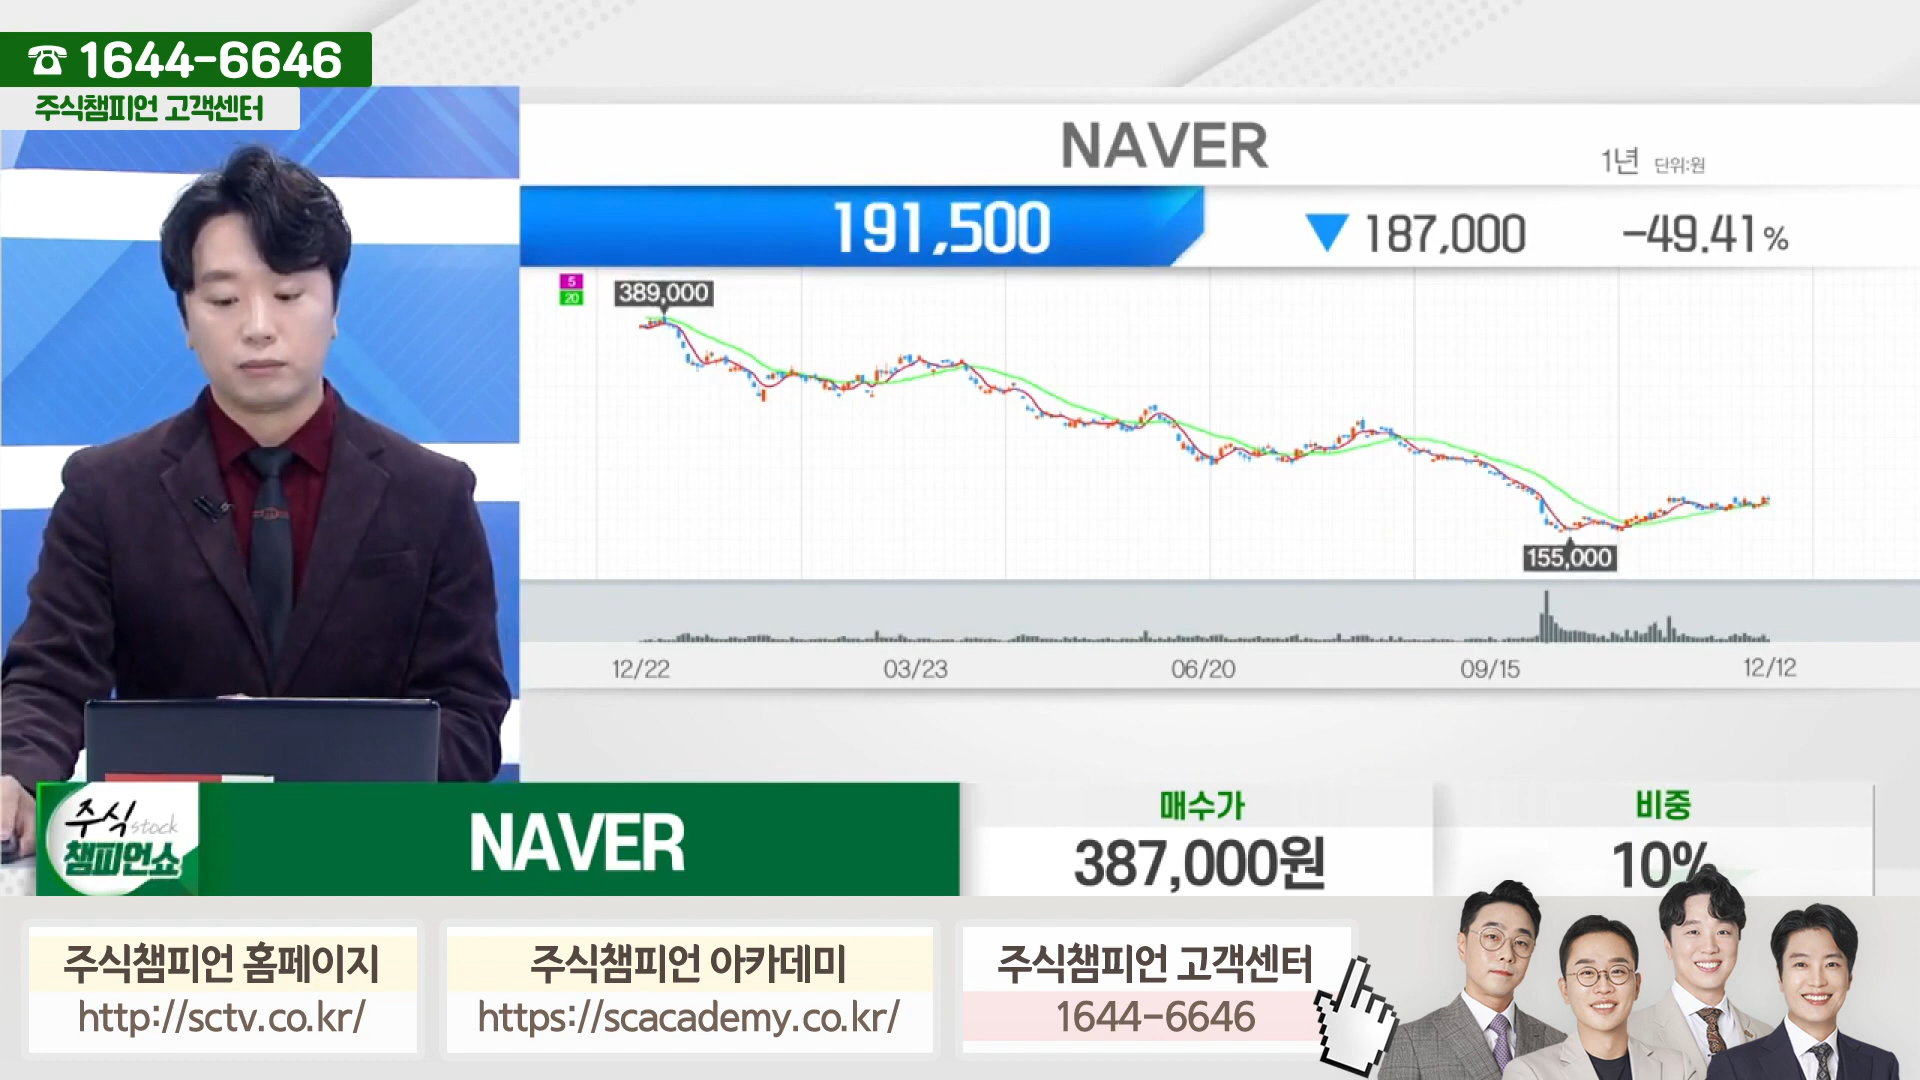 ☎ 1644-6646
주식챔피언 고객센터
NAVER
1년 단위:원
191,500 ▼ 187,000 -49.41%
5
20
389,000
155,000
12/22 03/23 06/20 09/15 12/12
주식 stock
챔피언쇼
NAVER
매수가
387,000원
비중
10%
주식챔피언 홈페이지
http://sctv.co.kr/
주식챔피언 아카데미
https://scacademy.co.kr/
주식챔피언 고객센터
1644-6646